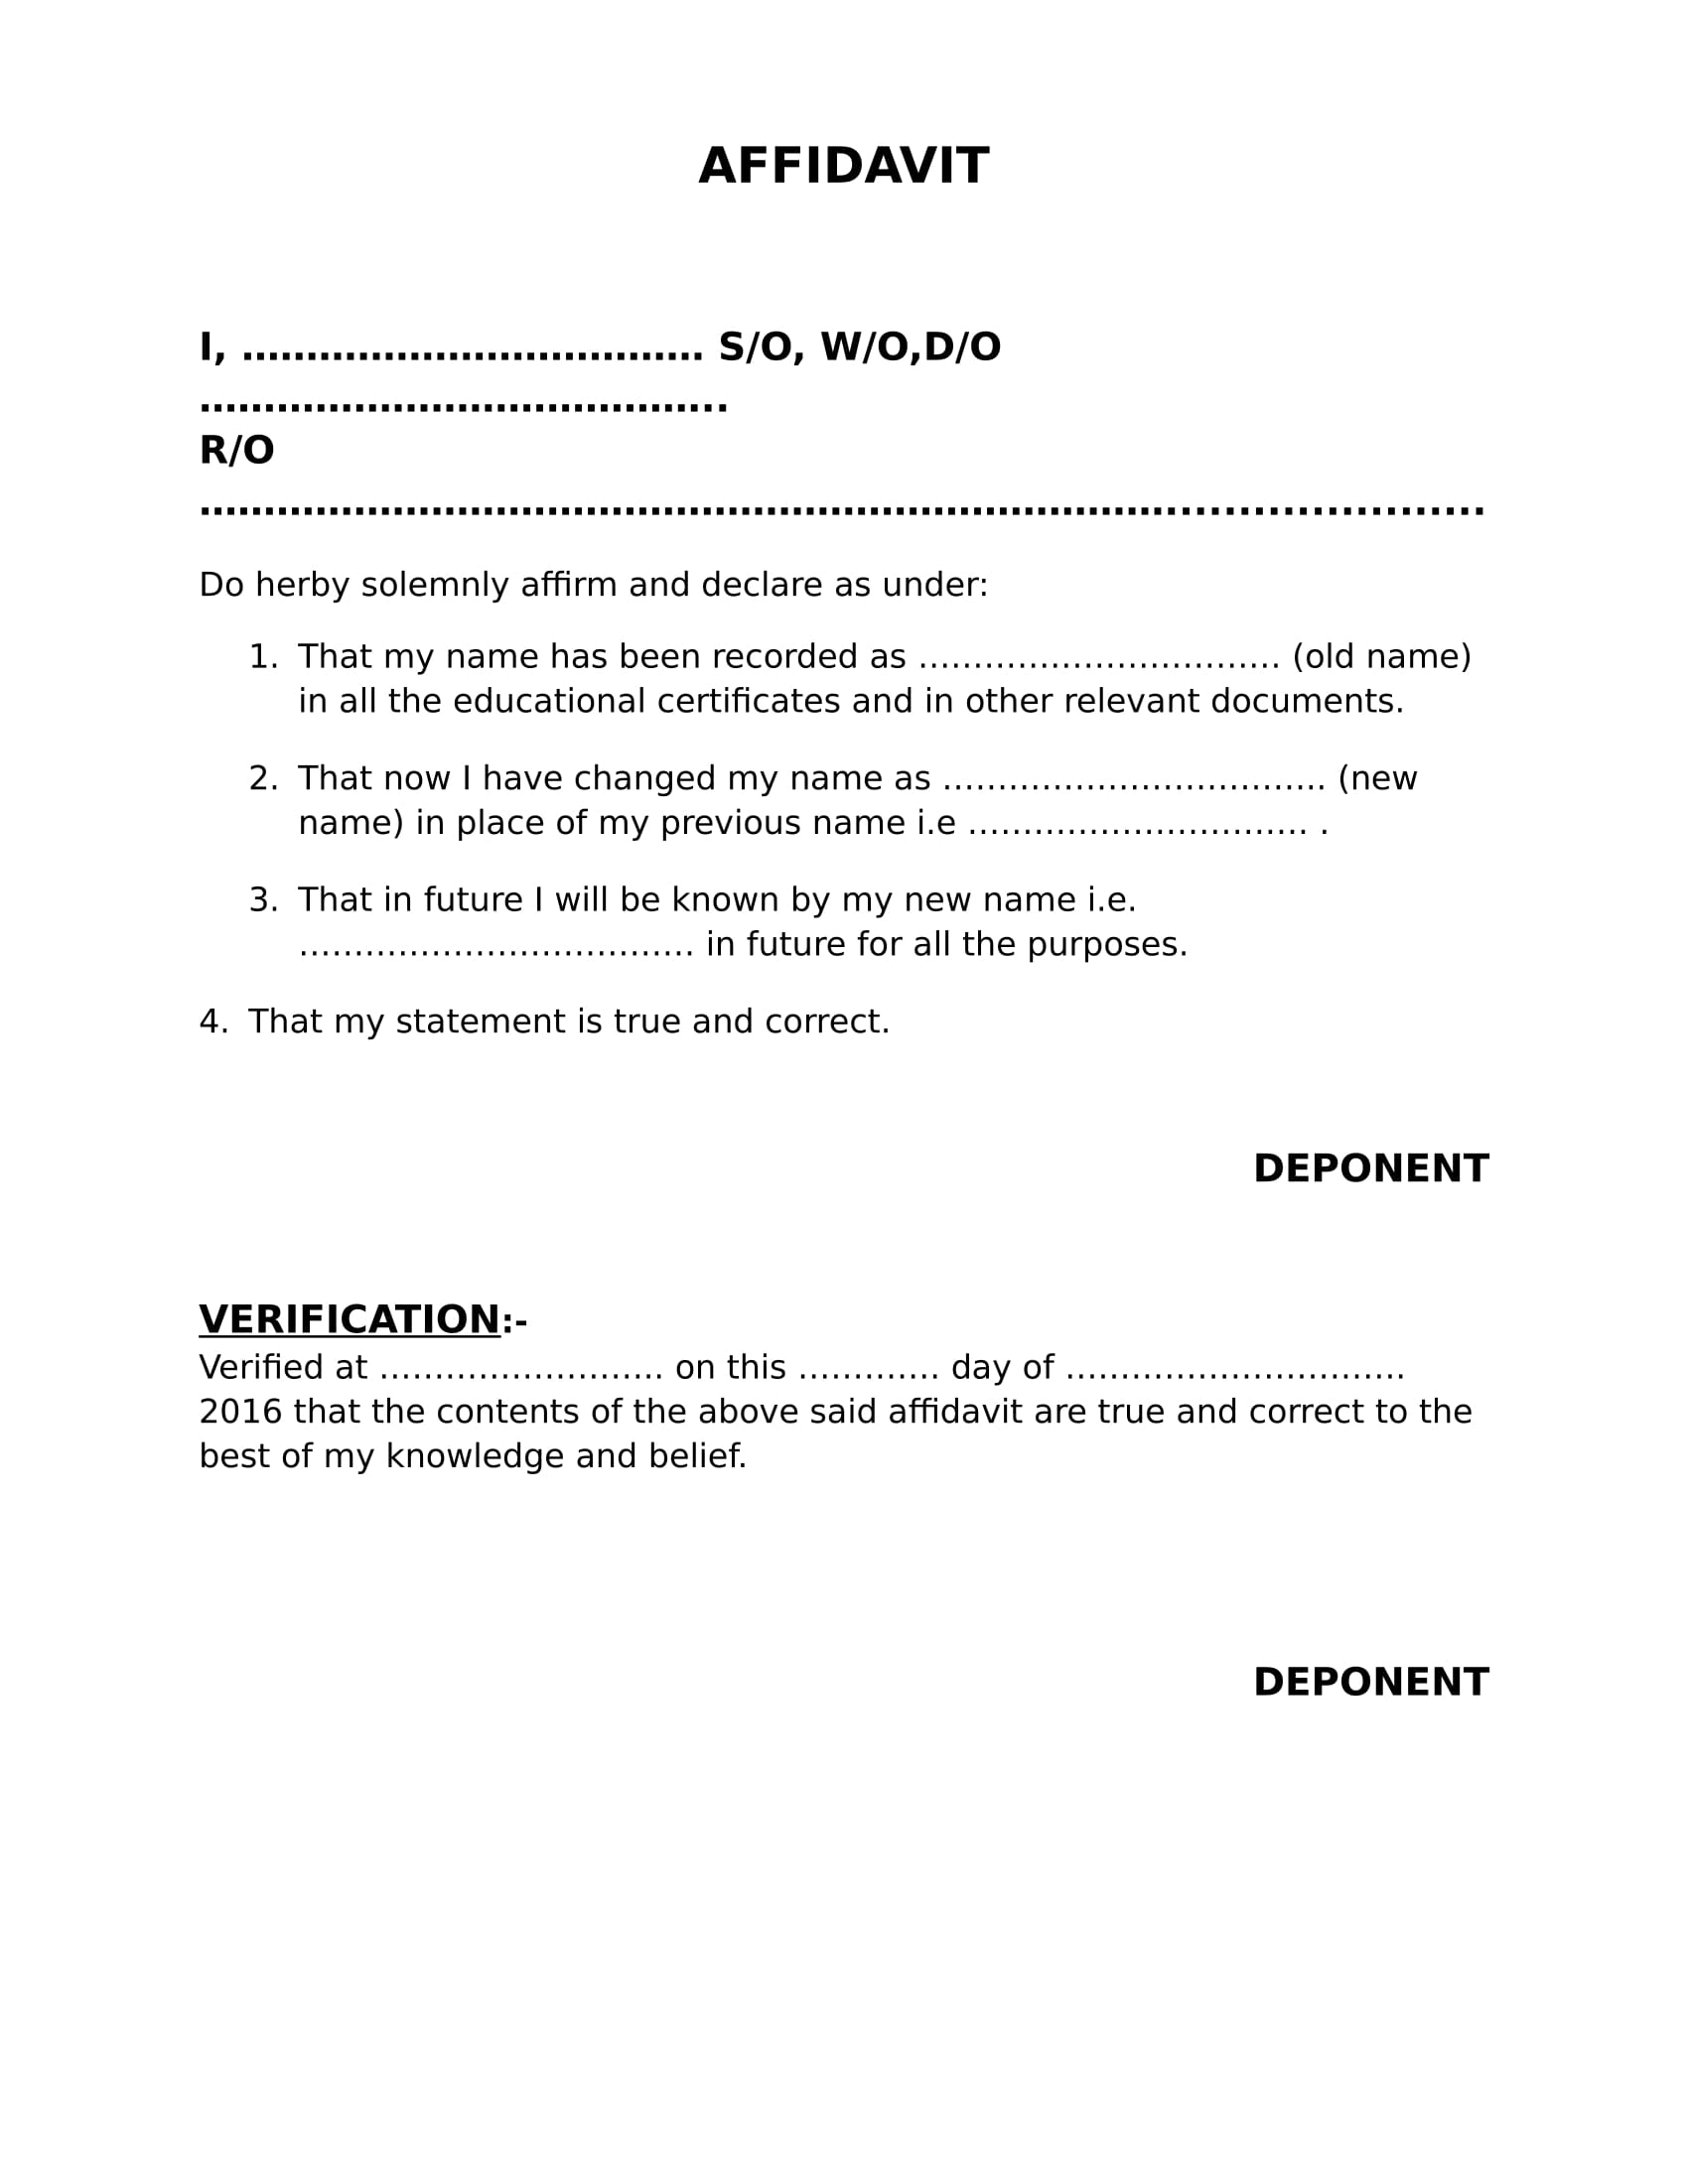 AFFIDAVIT
I, ………………………………… S/O, W/O,D/O
……………………………………..
R/O
……………………………………………………………………......................
Do herby solemnly affirm and declare as under:
1. That my name has been recorded as …………………………… (old name)
in all the educational certificates and in other relevant documents.
2. That now I have changed my name as …………………………….. (new
name) in place of my previous name i.e …………………………. .
3. That in future I will be known by my new name i.e.
……………………………… in future for all the purposes.
4. That my statement is true and correct.
DEPONENT
VERIFICATION:-
Verified at …………………….. on this …………. day of ………………………….
2016 that the contents of the above said affidavit are true and correct to the
best of my knowledge and belief.
DEPONENT